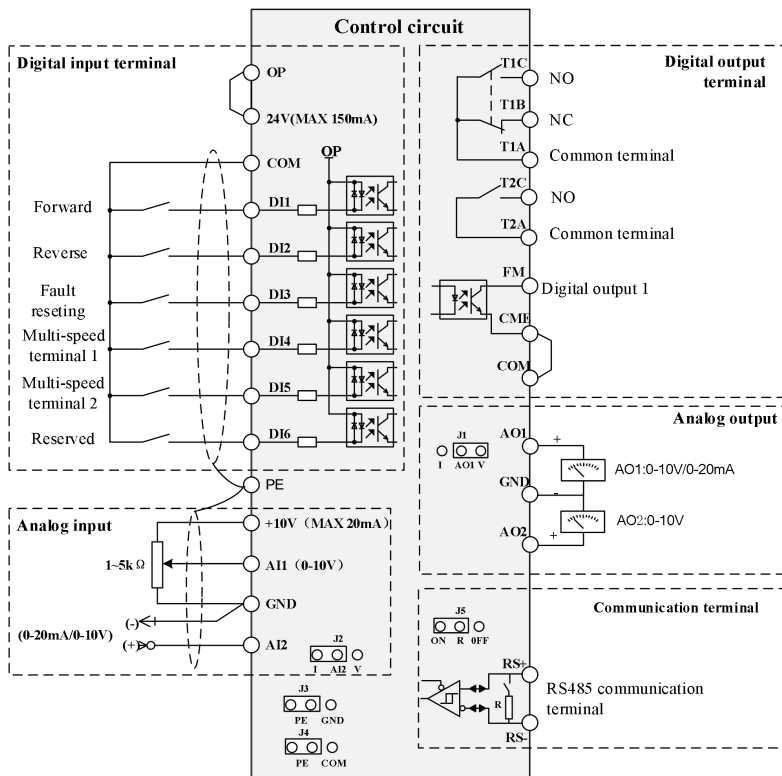 Control circuit
Digital input terminal
OP
24V(MAX 150mA)
COM
OP
Forward
DI1
Reverse
DI2
Fault
reseting
DI3
Multi-speed
terminal 1
DI4
Multi-speed
terminal 2
DI5
Reserved
DI6
PE
Analog input
+10V（MAX 20mA）
1~5k Ω
AI1（0-10V）
GND
(-)
(0-20mA/0-10V)
(+)
AI2
J2
I AI2 V
J3
PE GND
J4
PE COM
Digital output
terminal
T1C
NO
T1B
NC
T1A
Common terminal
T2C
NO
T2A
Common terminal
FM
Digital output 1
CME
COM
Analog output
J1
I AO1 V
AO1
+
AO1:0-10V/0-20mA
GND
-
AO2:0-10V
AO2
+
Communication terminal
J5
ON R 0FF
RS+
RS485 communication
terminal
R
RS-